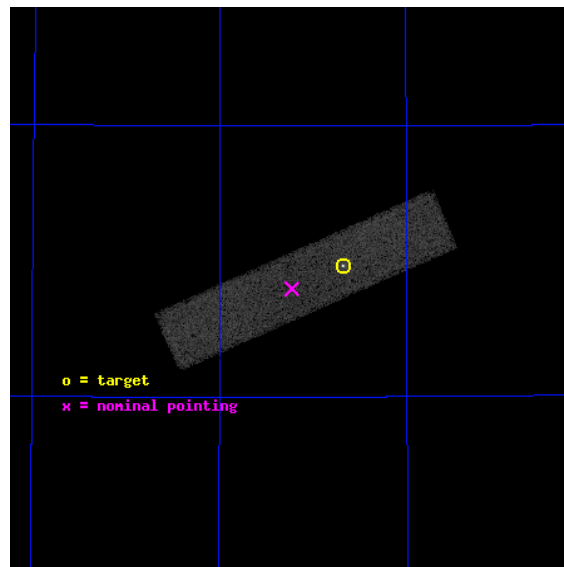 o = target
x = nominal pointing